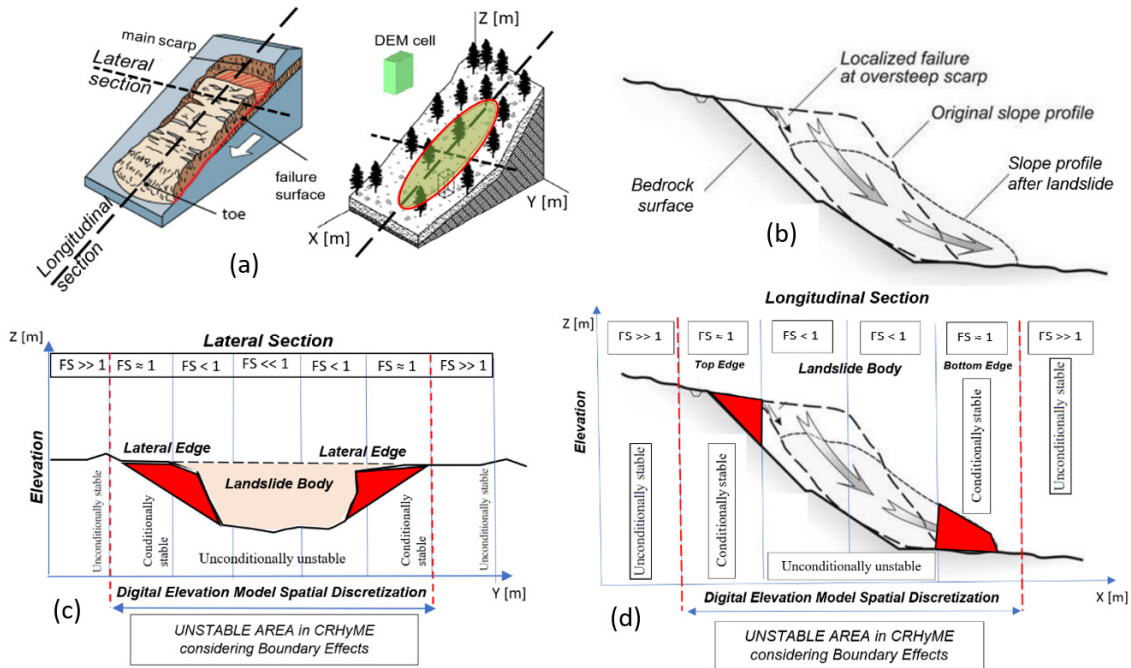 main scarp
Lateral
section
failure
surface
toe
Longitudinal
section
(a)
DEM cell
Z [m]
Y [m]
X [m]
Localized failure
at oversteep scarp
Original slope profile
Slope profile
after landslide
Bedrock
surface
(b)
Z [m]
Lateral Section
FS >> 1
FS ≈ 1
FS < 1
FS << 1
FS < 1
FS ≈ 1
FS >> 1
Elevation
Lateral Edge
Lateral Edge
Landslide Body
Unconditionally stable
Conditionally
stable
Unconditionally unstable
Conditionally
stable
Unconditionally stable
Y [m]
Digital Elevation Model Spatial Discretization
(c)
UNSTABLE AREA in CRHyME
considering Boundary Effects
Longitudinal Section
Z [m]
FS >> 1
FS ≈ 1
FS < 1
FS < 1
FS ≈ 1
FS >> 1
Top Edge
Landslide Body
Bottom Edge
Elevation
Unconditionally stable
Conditionally stable
Unconditionally unstable
Conditionally stable
Unconditionally stable
X [m]
Digital Elevation Model Spatial Discretization
(d)
UNSTABLE AREA in CRHyME
considering Boundary Effects